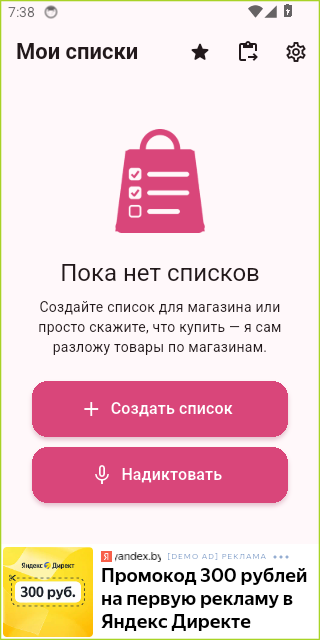 7:38
Мои списки
Пока нет списков
Создайте список для магазина или
просто скажите, что купить — я сам
разложу товары по магазинам.
Создать список
Надиктовать
Яндекс Директ
300 руб.
Я yandex.by [DEMO AD] РЕКЛАМА
Промокод 300 рублей
на первую рекламу в
Яндекс Директе